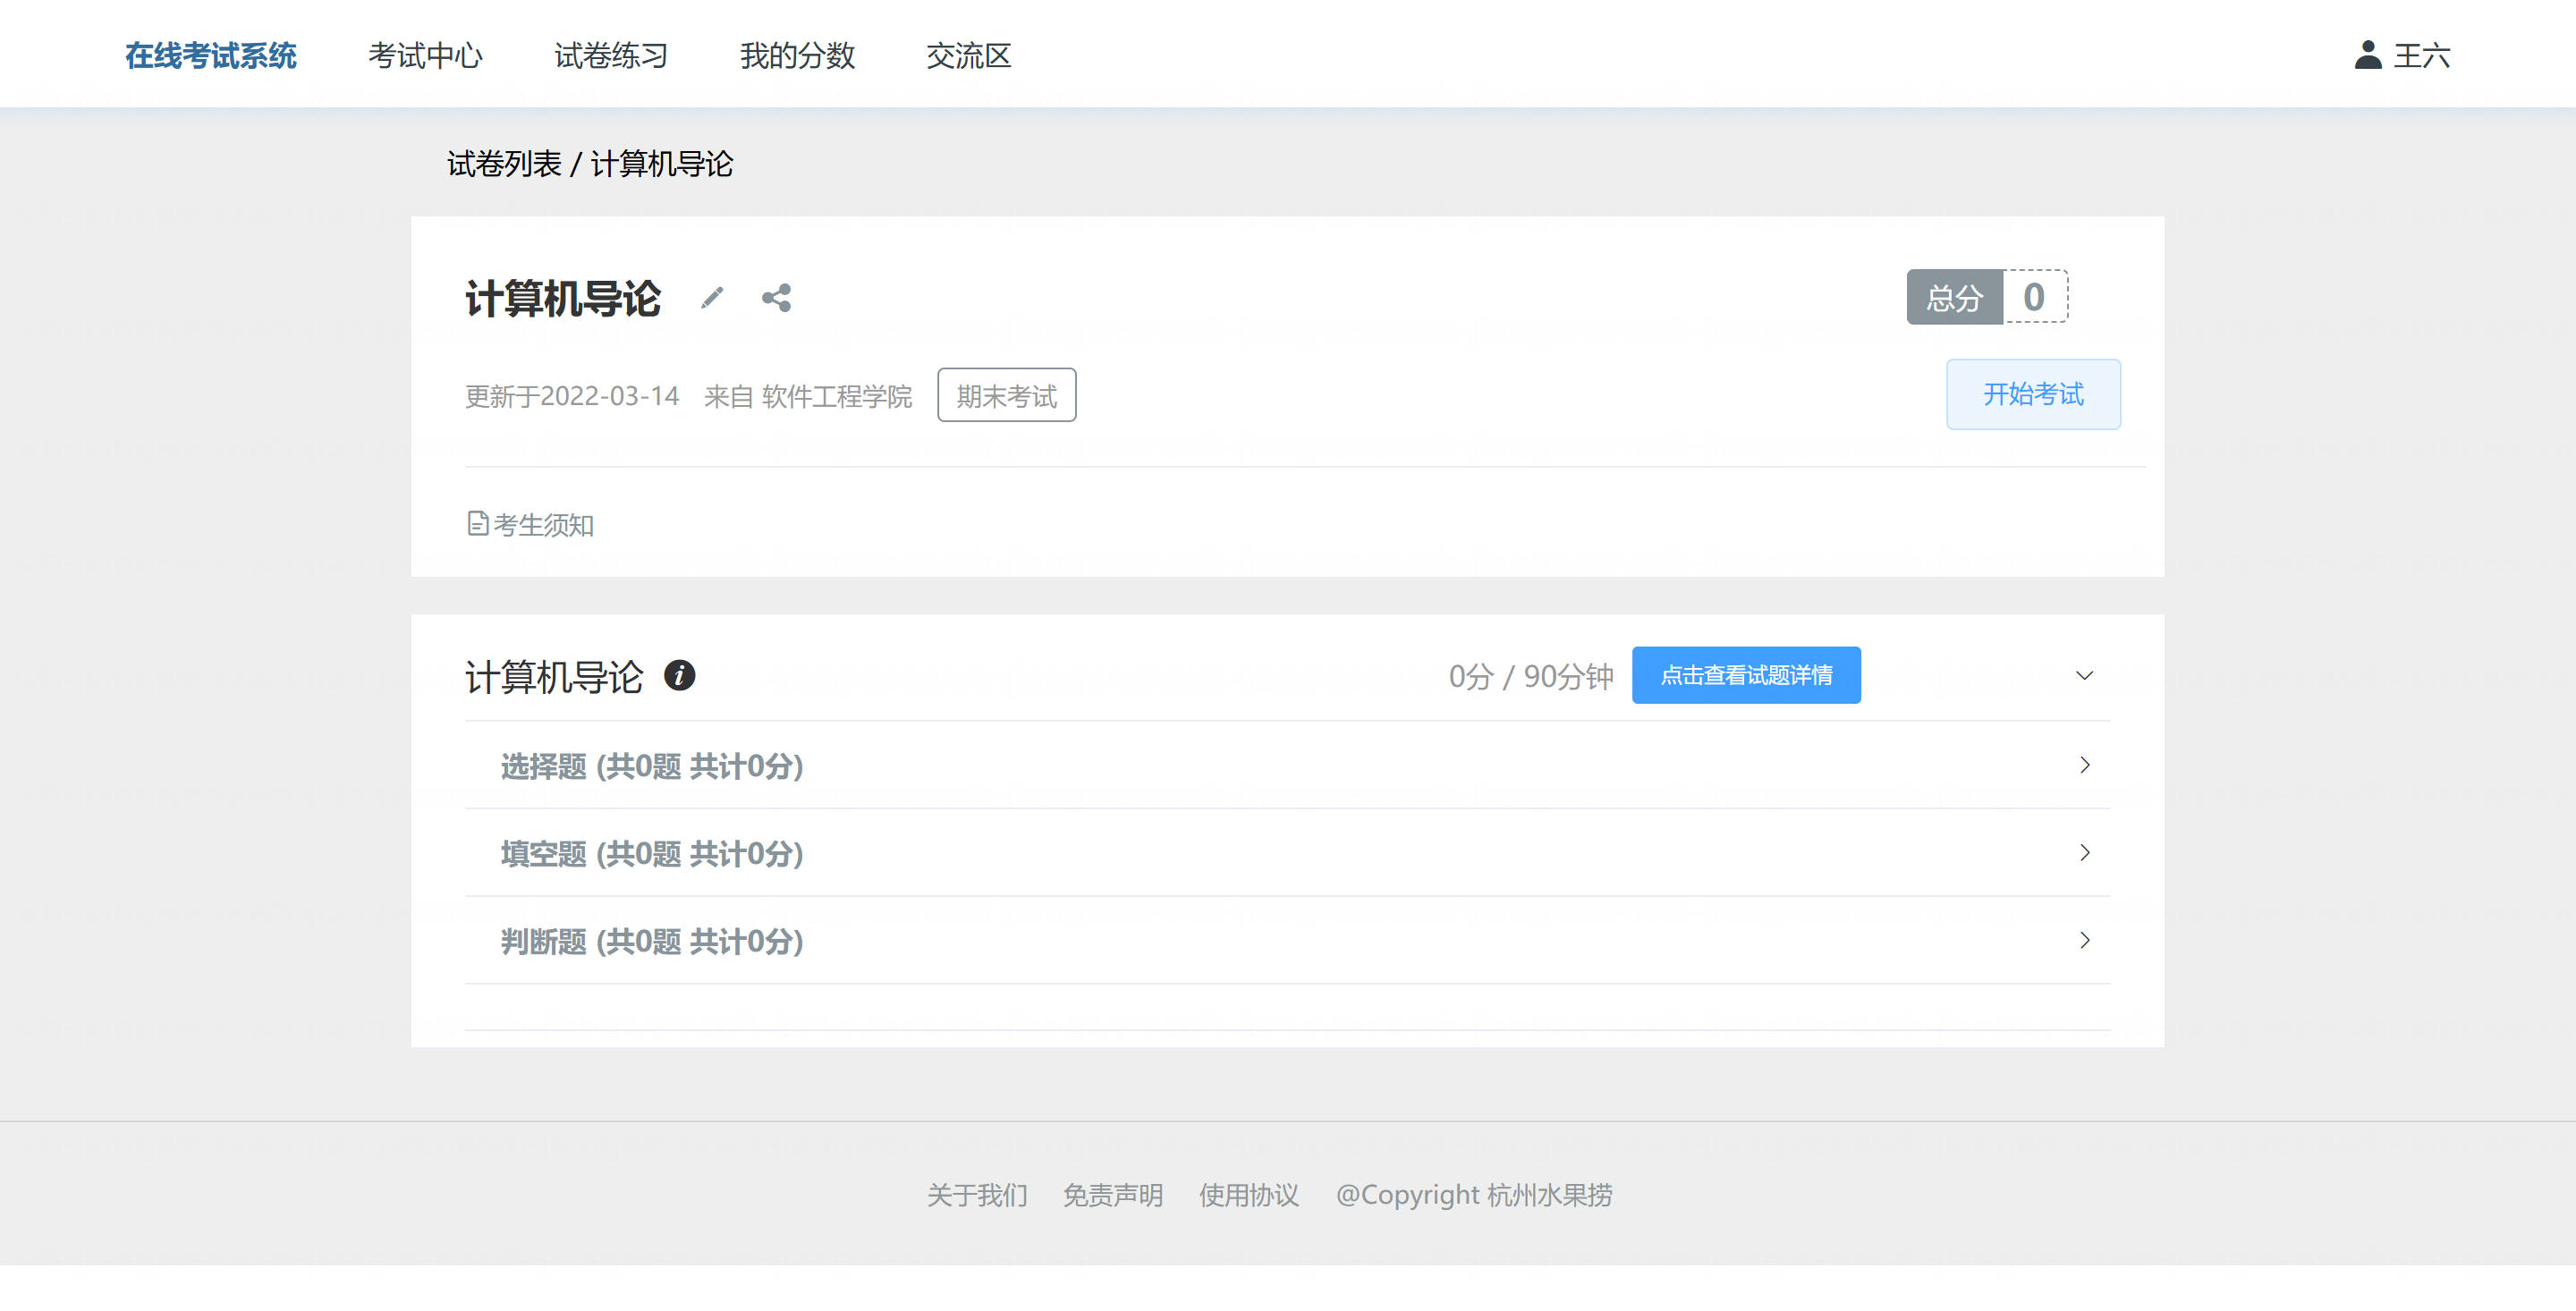 在线考试系统 考试中心 试卷练习 我的分数 交流区 王六
试卷列表 / 计算机导论
计算机导论 总分 0
更新于2022-03-14 来自 软件工程学院 期末考试 开始考试
考生须知
计算机导论 0分 / 90分钟 点击查看试题详情
选择题 (共0题 共计0分)
填空题 (共0题 共计0分)
判断题 (共0题 共计0分)
关于我们 免责声明 使用协议 @Copyright 杭州水果捞